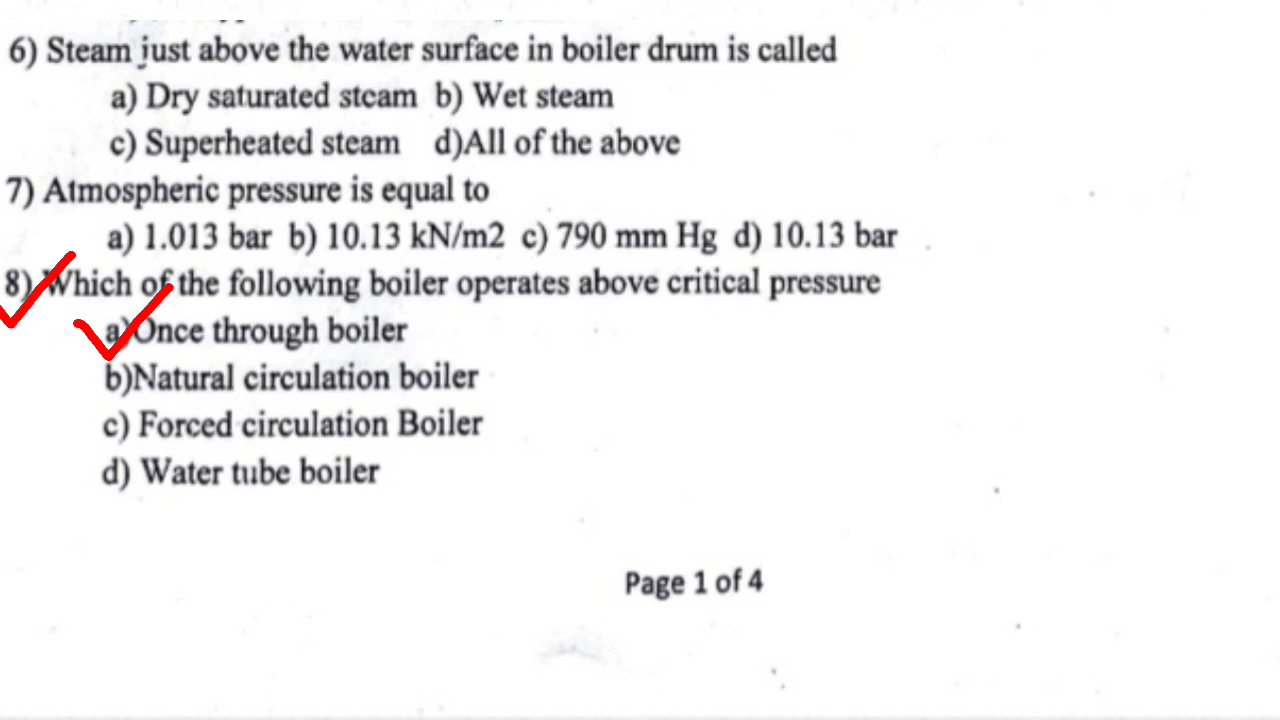 6) Steam just above the water surface in boiler drum is called
a) Dry saturated steam b) Wet steam
c) Superheated steam d)All of the above
7) Atmospheric pressure is equal to
a) 1.013 bar b) 10.13 kN/m2 c) 790 mm Hg d) 10.13 bar
8) Which of the following boiler operates above critical pressure
a)Once through boiler
b)Natural circulation boiler
c) Forced circulation Boiler
d) Water tube boiler
Page 1 of 4